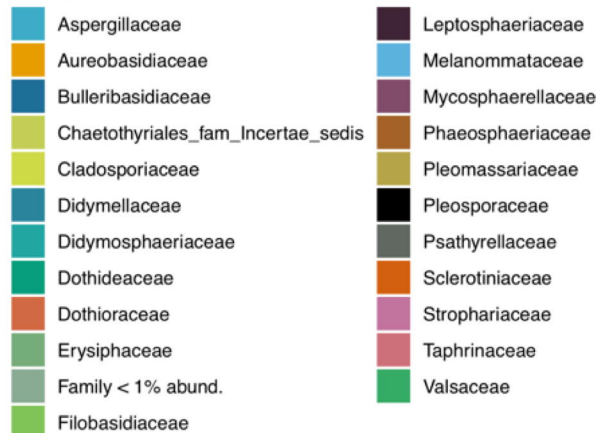 Aspergillaceae
Aureobasidiaceae
Bulleribasidiaceae
Chaetothyriales_fam_Incertae_sedis
Cladosporiaceae
Didymellaceae
Didymosphaeriaceae
Dothideaceae
Dothioraceae
Erysiphaceae
Family < 1% abund.
Filobasidiaceae
Leptosphaeriaceae
Melanommataceae
Mycosphaerellaceae
Phaeosphaeriaceae
Pleomassariaceae
Pleosporaceae
Psathyrellaceae
Sclerotiniaceae
Strophariaceae
Taphrinaceae
Valsaceae